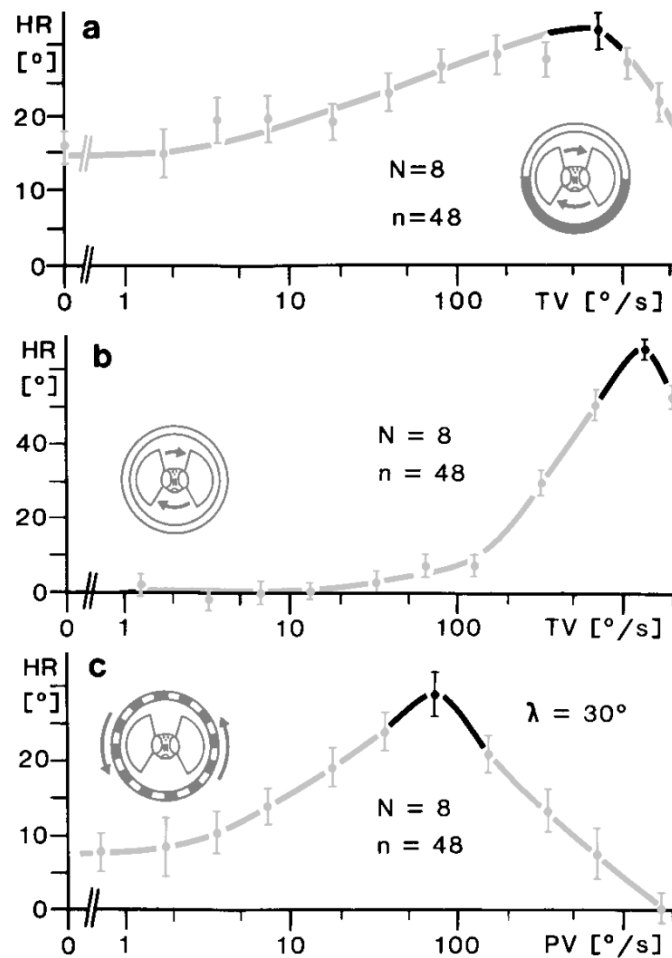 HR a
[°]
20
N=8
10
n=48
0
0 1 10 100 TV [°/s]
HR b
[°]
40
N = 8
n = 48
20
0
0 1 10 100 TV [°/s]
HR c
[°]
λ = 30°
20
N = 8
10
n = 48
0
0 1 10 100 PV [°/s]